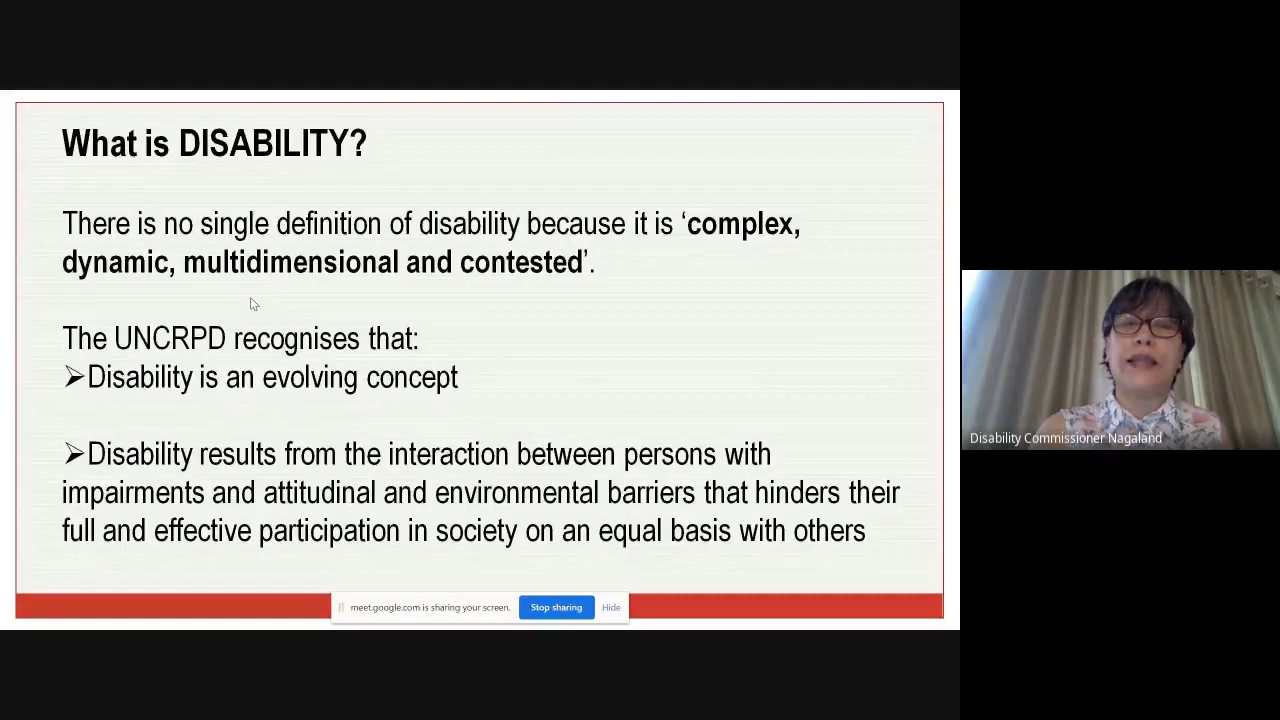 What is DISABILITY?
There is no single definition of disability because it is ‘complex,
dynamic, multidimensional and contested’.
The UNCRPD recognises that:
➢Disability is an evolving concept
➢Disability results from the interaction between persons with
impairments and attitudinal and environmental barriers that hinders their
full and effective participation in society on an equal basis with others
meet.google.com is sharing your screen. Stop sharing Hide
Disability Commissioner Nagaland